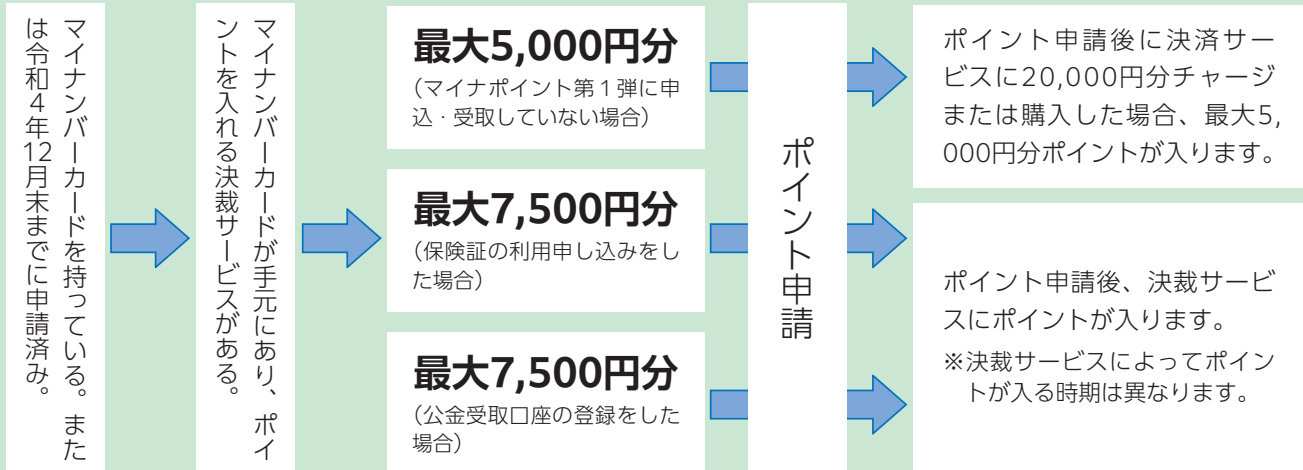 マイナンバーカードを持っている。また
は令和４年12月末までに申請済み。
マイナンバーカードが手元にあり、ポイ
ントを入れる決裁サービスがある。
最大5,000円分
（マイナポイント第１弾に申
込・受取していない場合）
最大7,500円分
（保険証の利用申し込みをし
た場合）
最大7,500円分
（公金受取口座の登録をした
場合）
ポイント申請
ポイント申請後に決済サー
ビスに20,000円分チャージ
または購入した場合、最大5,
000円分ポイントが入ります。
ポイント申請後、決裁サービ
スにポイントが入ります。
※決裁サービスによってポイン
トが入る時期は異なります。